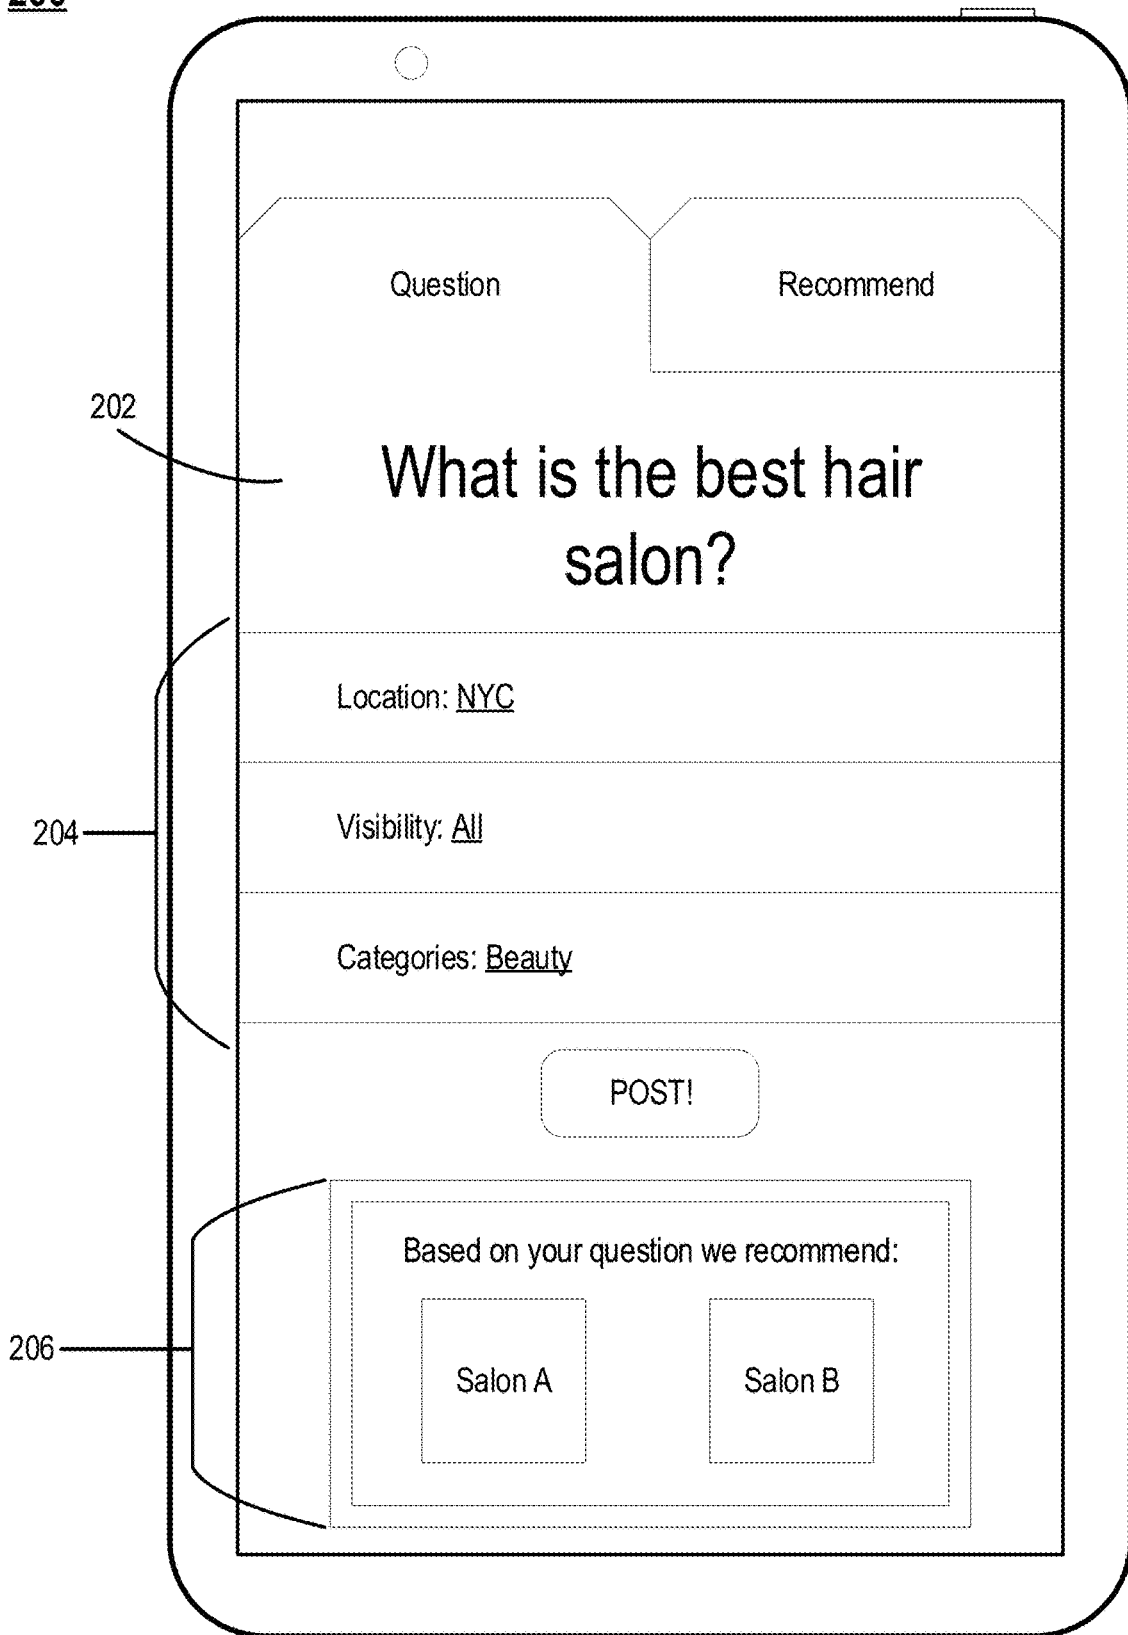 Question Recommend
202
What is the best hair
salon?
Location: NYC
204
Visibility: All
Categories: Beauty
POST!
Based on your question we recommend:
206
Salon A Salon B